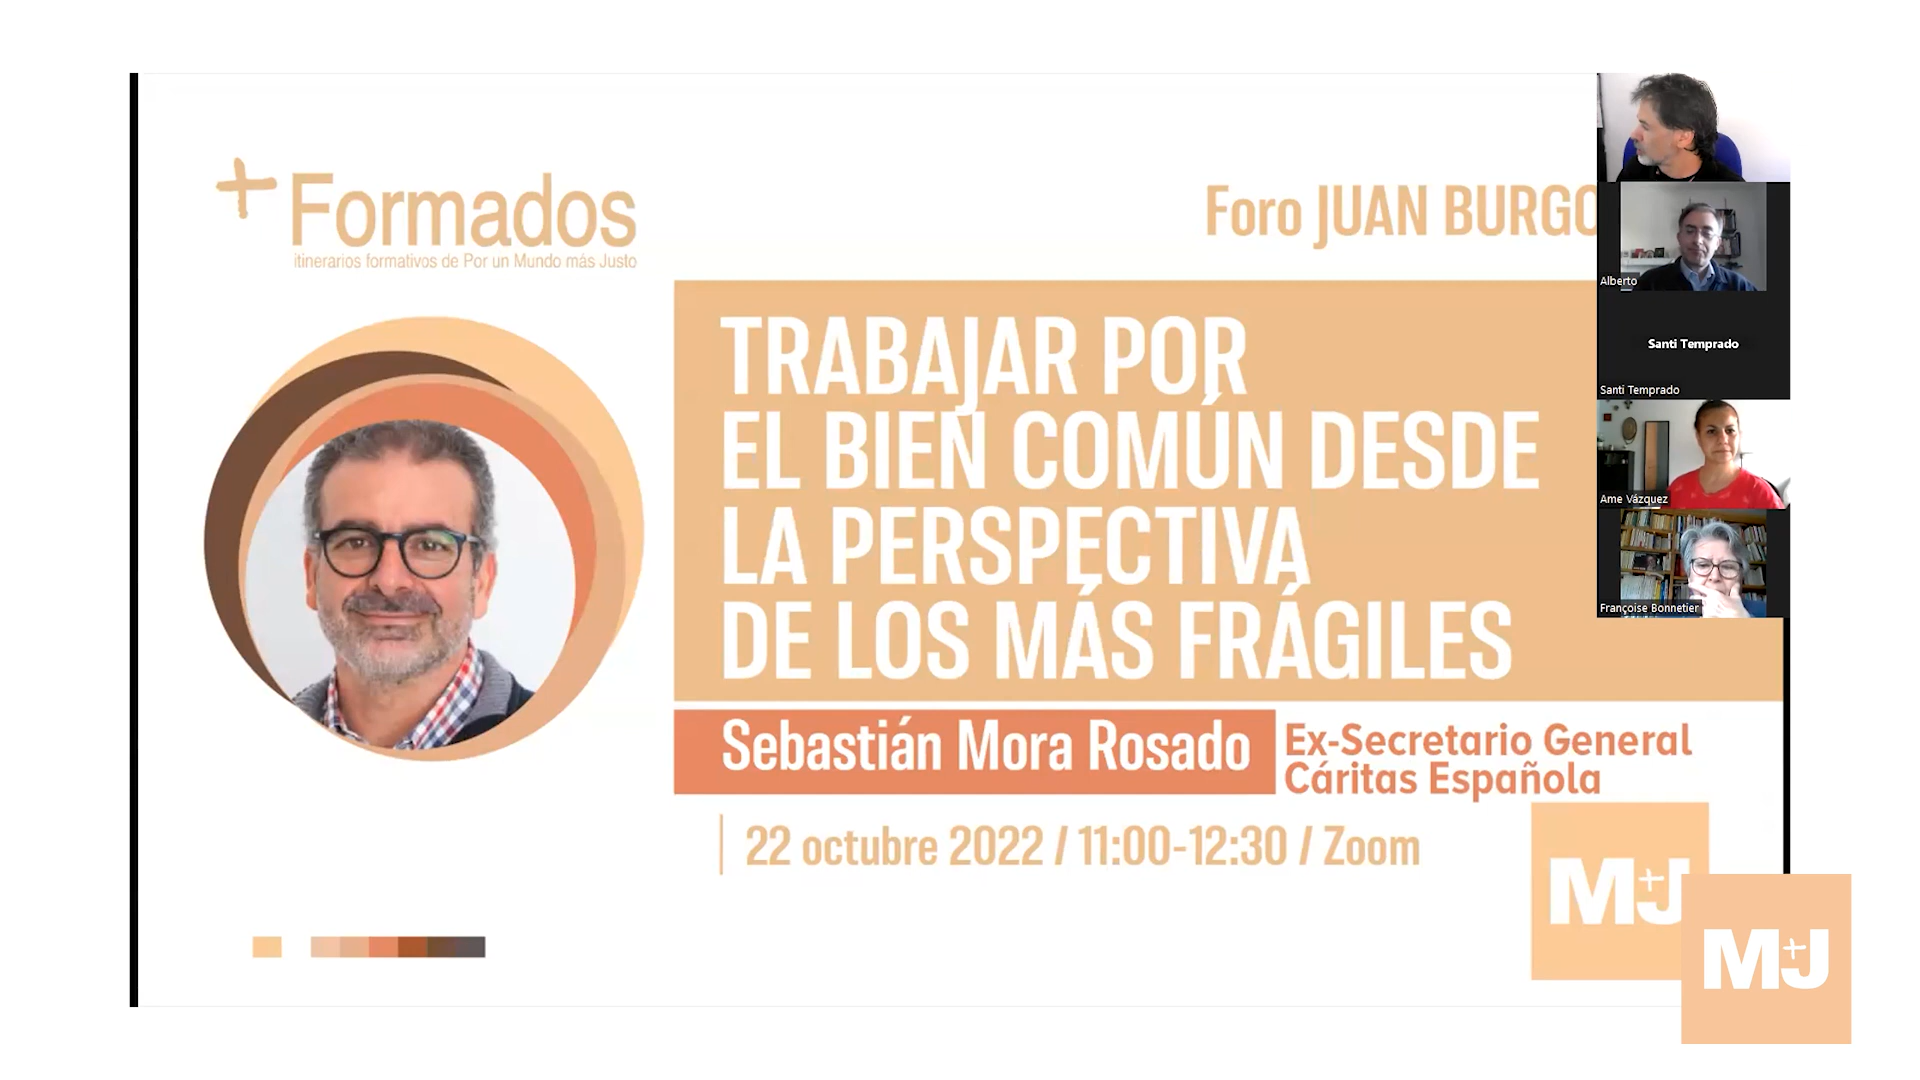 +Formados
itinerarios formativos de Por un Mundo más Justo
Foro JUAN BURGO
TRABAJAR POR
EL BIEN COMÚN DESDE
LA PERSPECTIVA
DE LOS MÁS FRÁGILES
Sebastián Mora Rosado
Ex-Secretario General
Cáritas Española
22 octubre 2022 / 11:00-12:30 / Zoom
M+J
M+J
Alberto
Santi Temprado
Santi Temprado
Ame Vázquez
Françoise Bonnetier